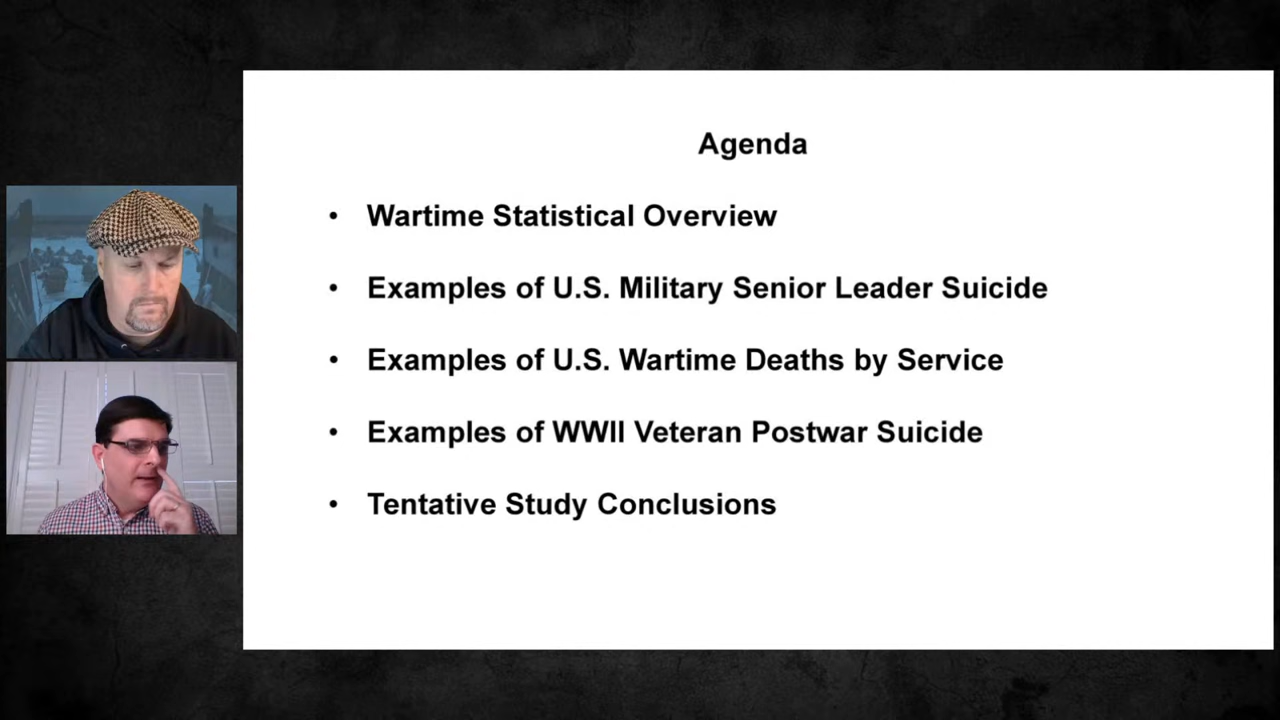 Agenda
• Wartime Statistical Overview
• Examples of U.S. Military Senior Leader Suicide
• Examples of U.S. Wartime Deaths by Service
• Examples of WWII Veteran Postwar Suicide
• Tentative Study Conclusions